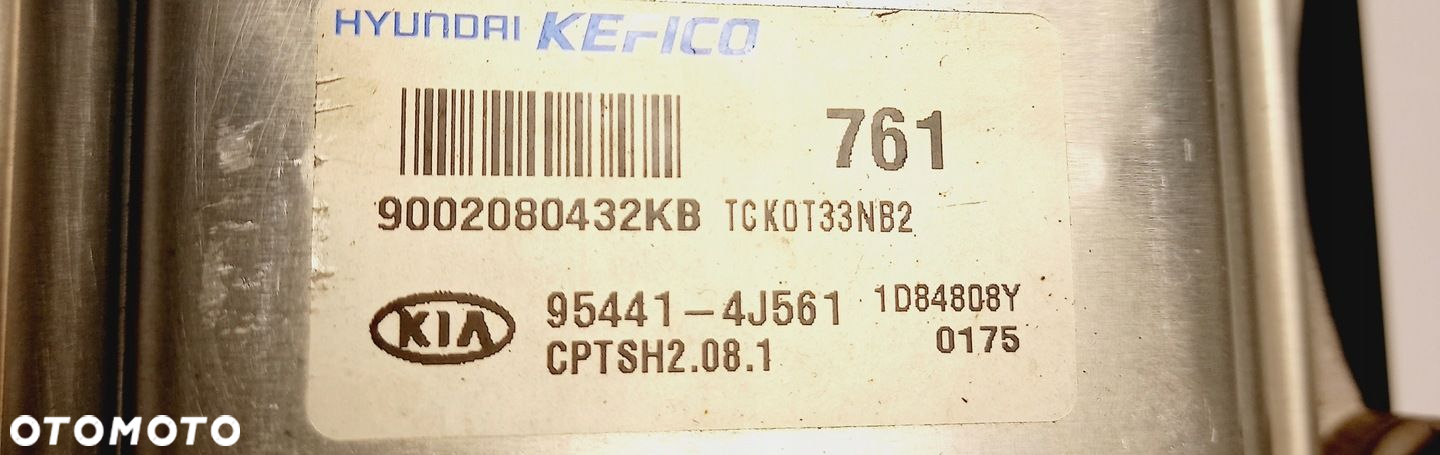 HYUNDAI KEFICO
761
9002080432KB TCK0T33NB2
KIA 95441-4J561 1D84808Y
CPTSH2.08.1 0175
OTOMOTO